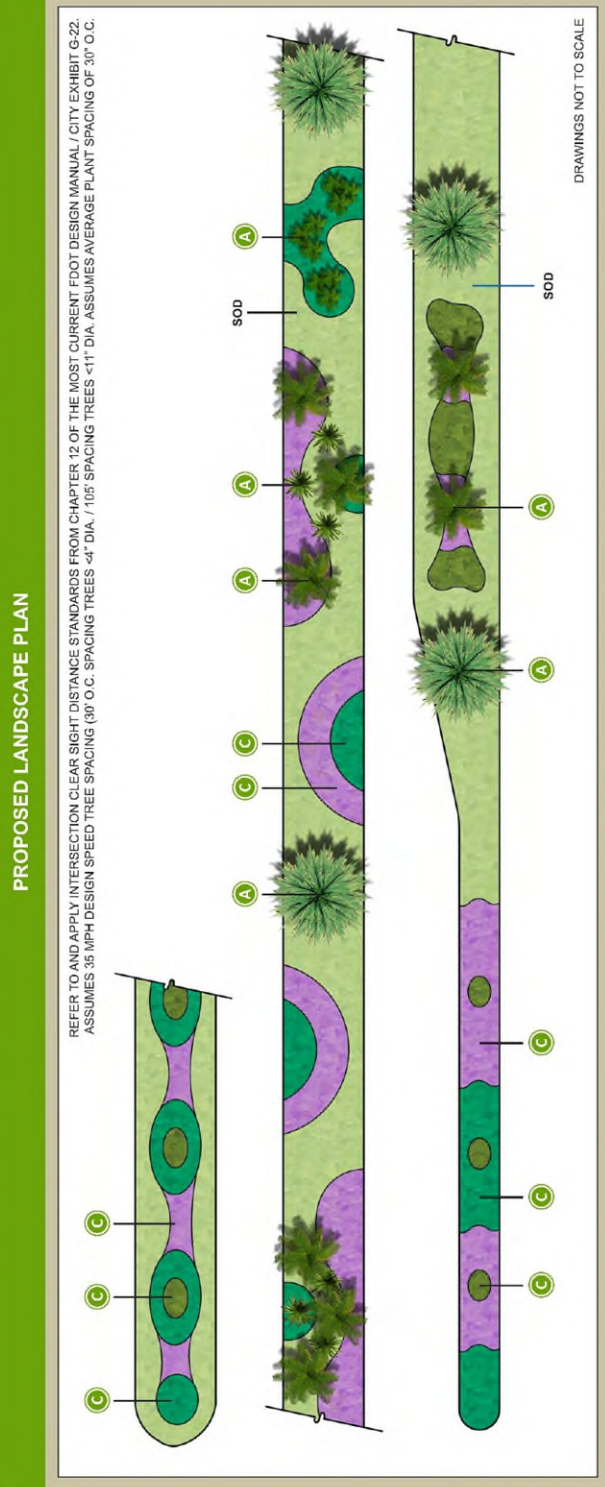 PROPOSED LANDSCAPE PLAN
REFER TO AND APPLY INTERSECTION CLEAR SIGHT DISTANCE STANDARDS FROM CHAPTER 12 OF THE MOST CURRENT FDOT DESIGN MANUAL / CITY EXHIBIT G-22.
ASSUMES 35 MPH DESIGN SPEED TREE SPACING (30' O.C. SPACING TREES <4" DIA. / 105' SPACING TREES <11" DIA. ASSUMES AVERAGE PLANT SPACING OF 30" O.C.
C
C
C
SOD
A
C
C
A
A
A
C
C
C
A
A
SOD
DRAWINGS NOT TO SCALE